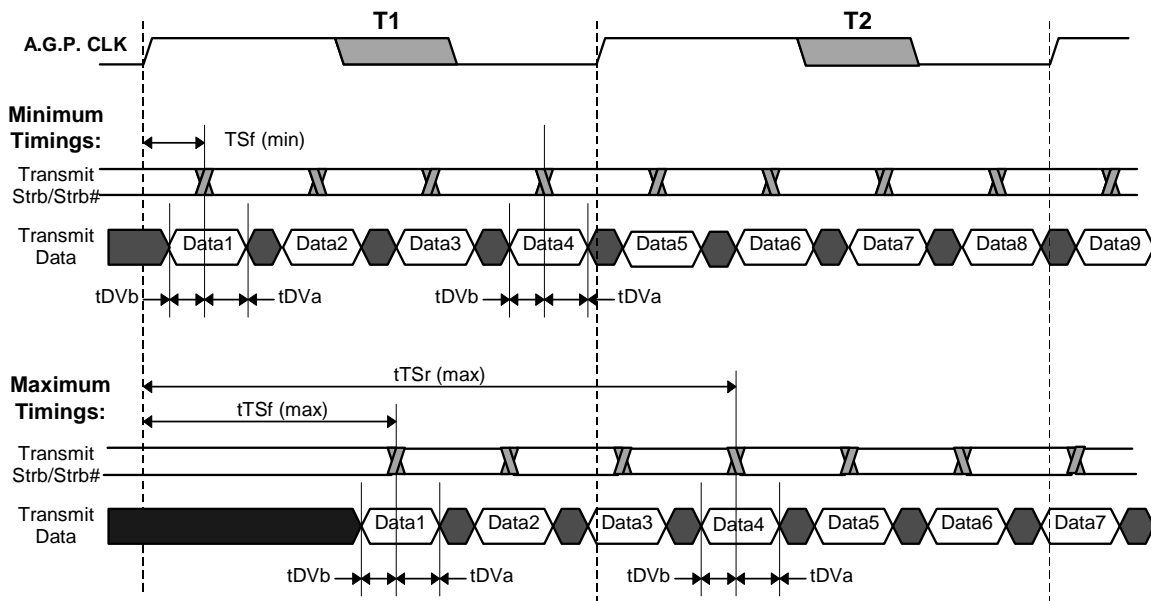 T1
T2
A.G.P. CLK
Minimum
Timings:
TSf (min)
Transmit
Strb/Strb#
Transmit
Data
Data1
Data2
Data3
Data4
Data5
Data6
Data7
Data8
Data9
tDVb
tDVa
tDVb
tDVa
Maximum
Timings:
tTSr (max)
tTSf (max)
Transmit
Strb/Strb#
Transmit
Data
Data1
Data2
Data3
Data4
Data5
Data6
Data7
tDVb
tDVa
tDVb
tDVa